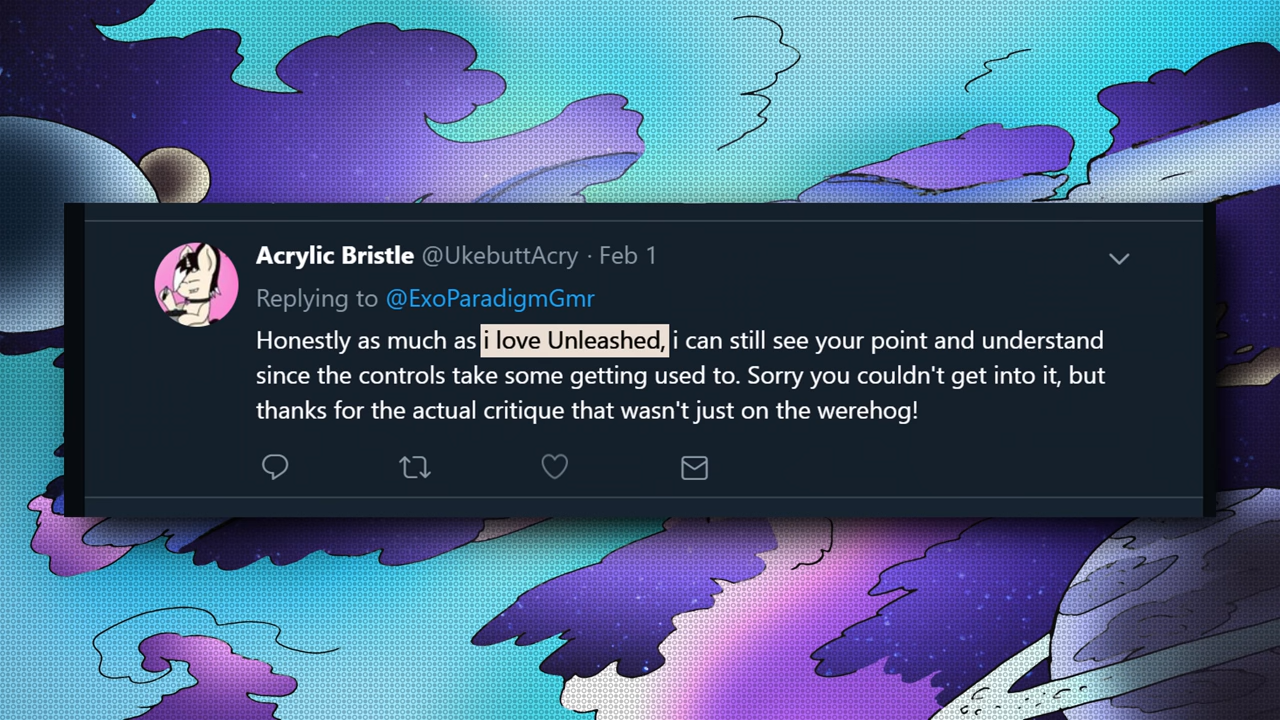 Acrylic Bristle @UkebuttAcry · Feb 1
Replying to @ExoParadigmGmr
Honestly as much as i love Unleashed, i can still see your point and understand
since the controls take some getting used to. Sorry you couldn't get into it, but
thanks for the actual critique that wasn't just on the werehog!